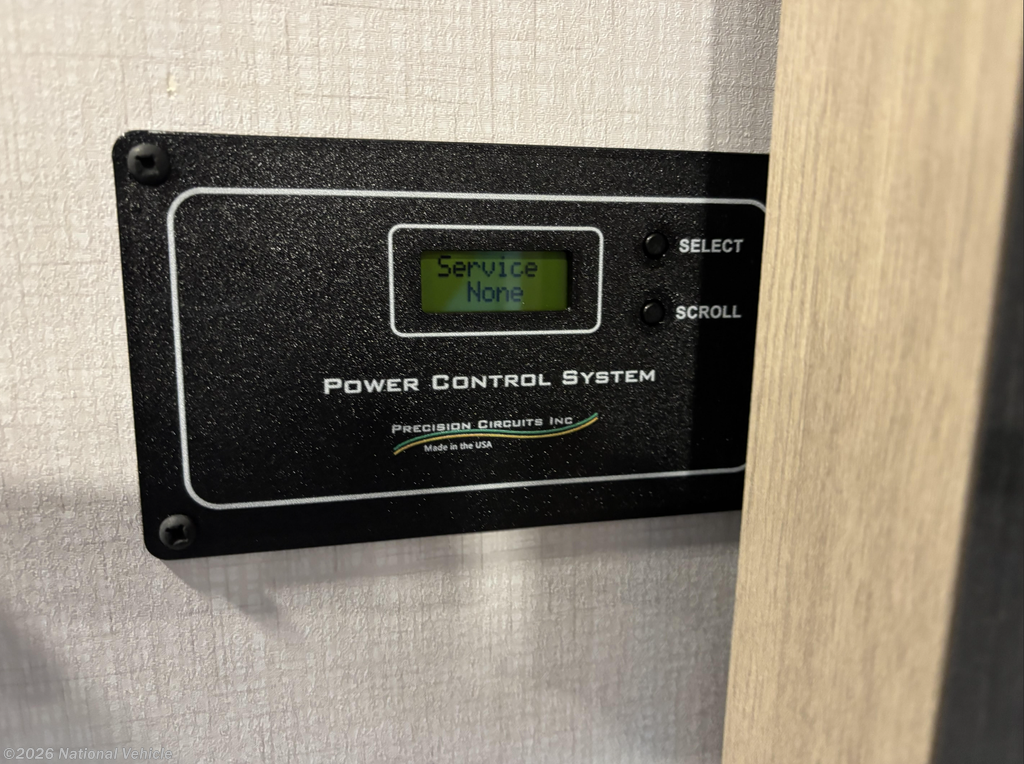 Service
None
SELECT
SCROLL
POWER CONTROL SYSTEM
PRECISION CIRCUITS INC
Made in the USA
©2026 National Vehicle